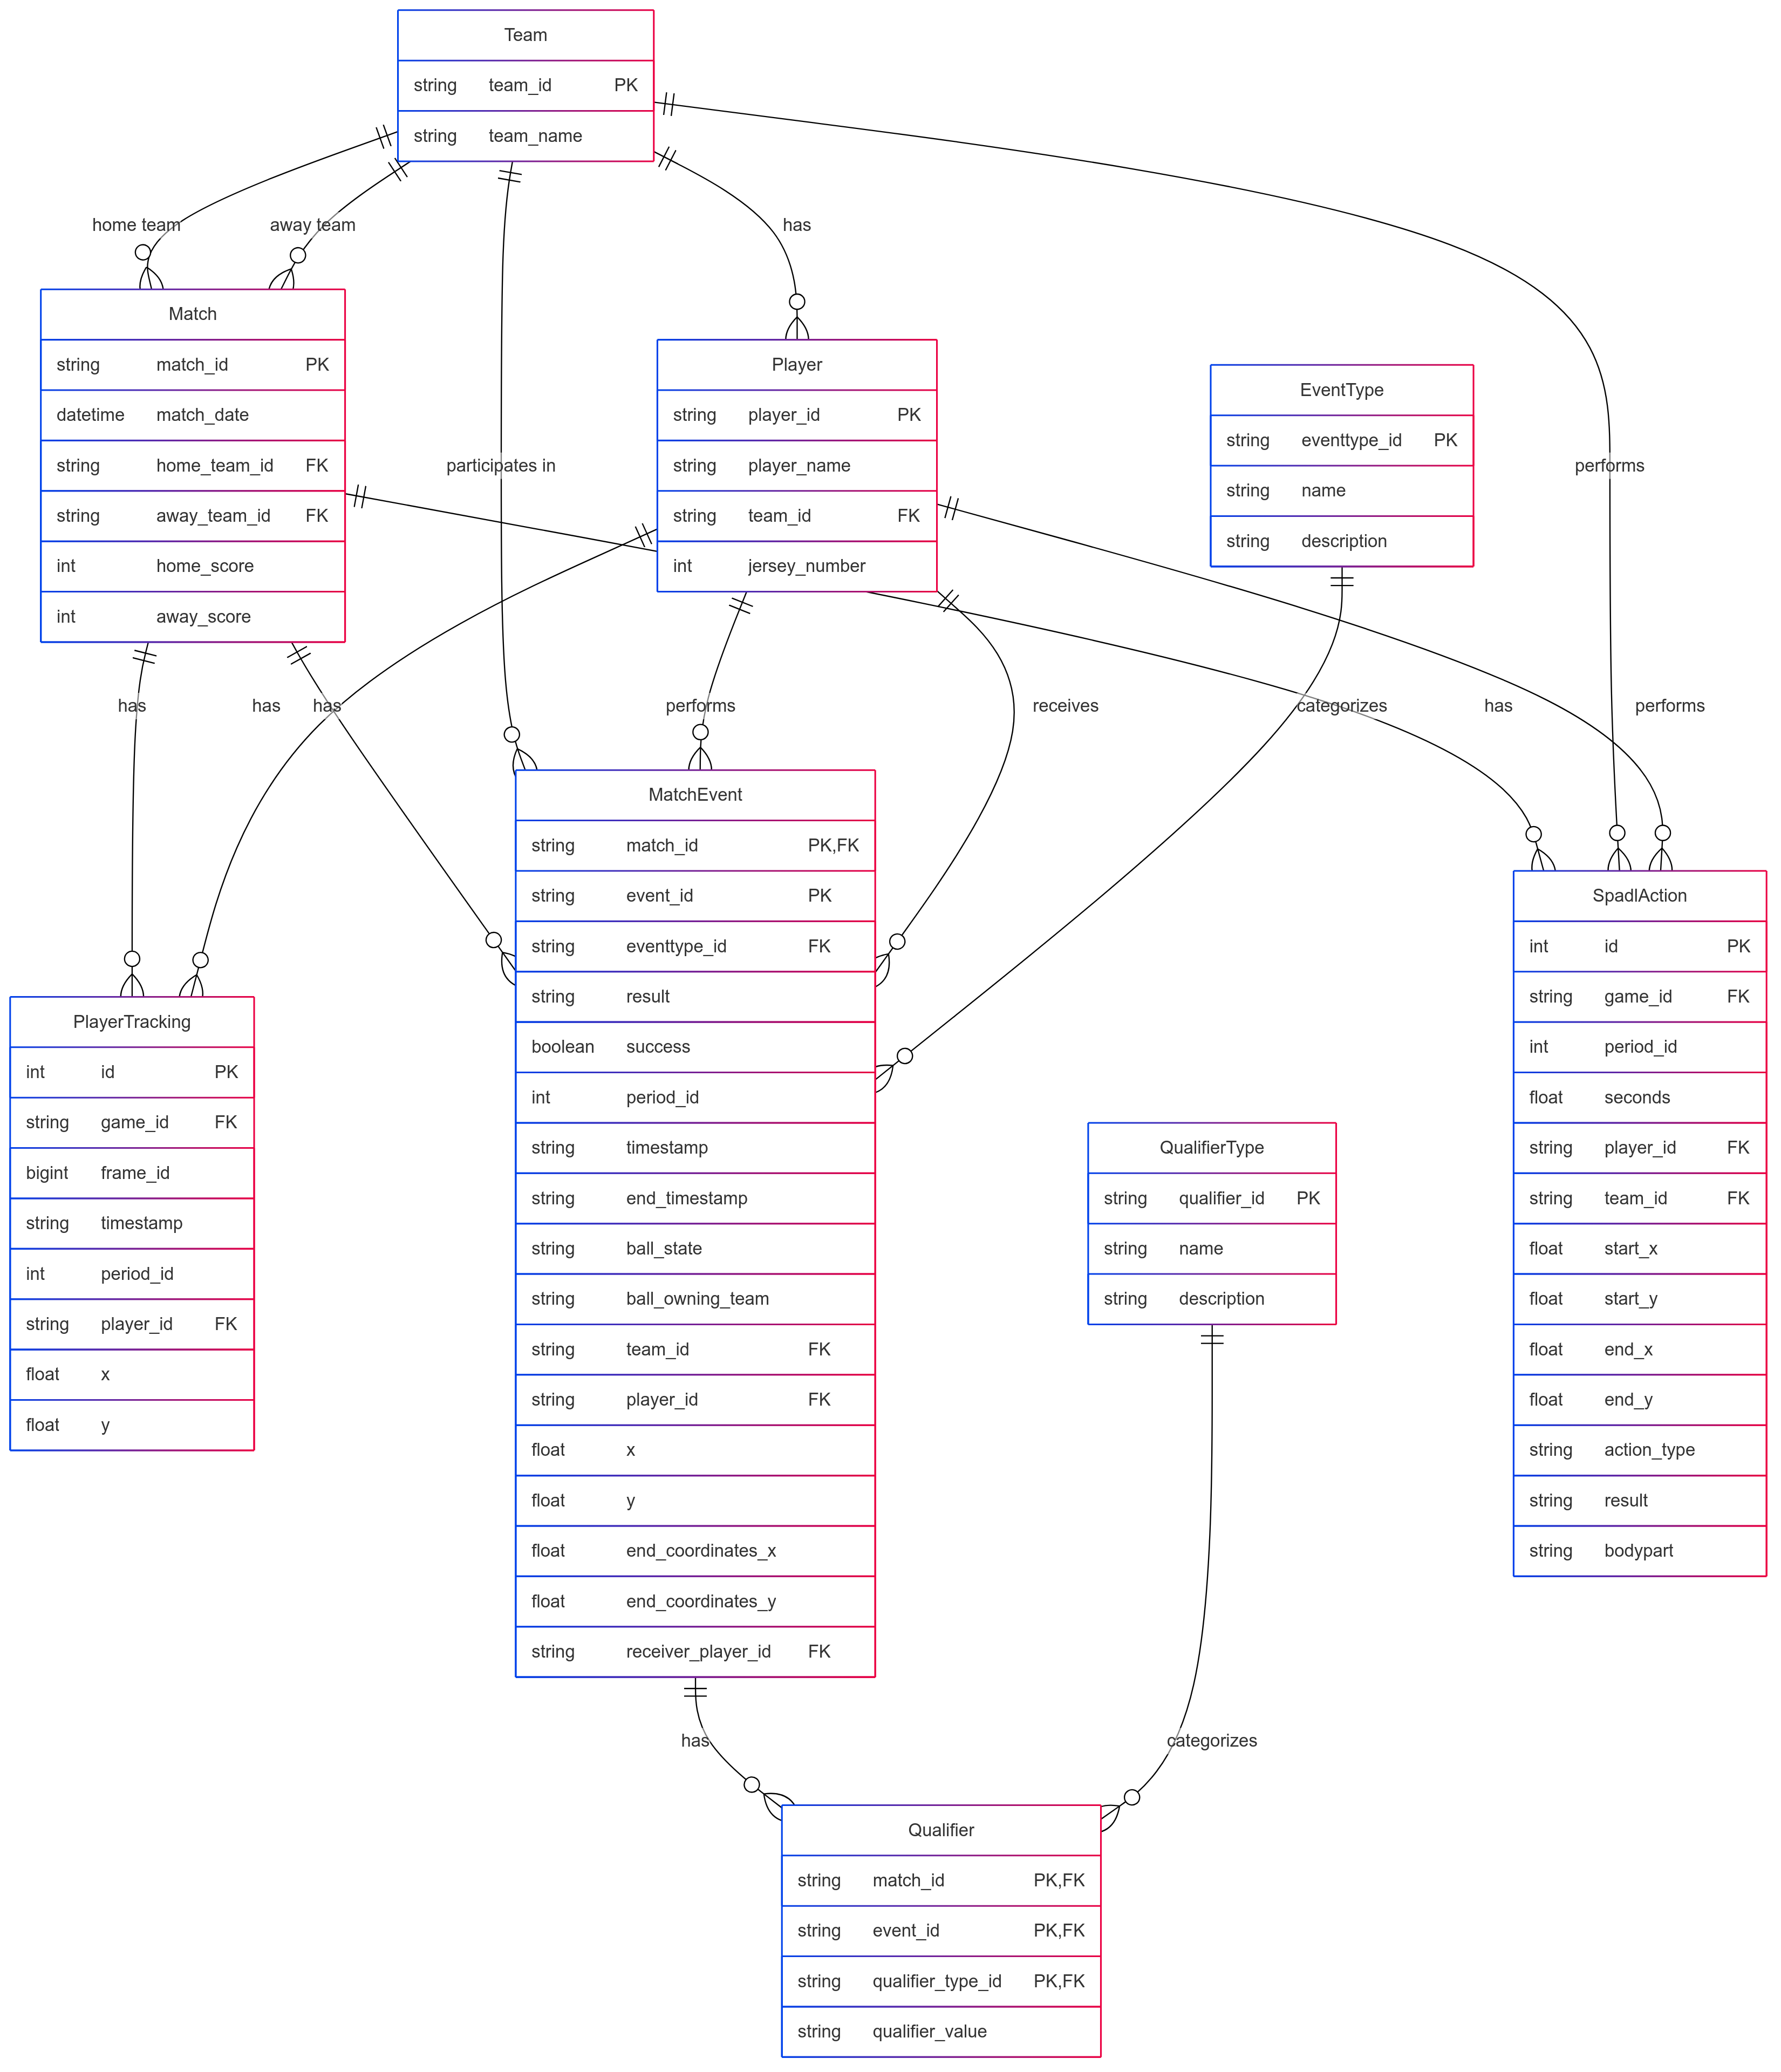 Team
string team_id PK
string team_name
home team
away team
has
Match
string match_id PK
datetime match_date
string home_team_id FK
string away_team_id FK
int home_score
int away_score
participates in
Player
string player_id PK
string player_name
string team_id FK
int jersey_number
EventType
string eventtype_id PK
string name
string description
performs
has
has
has
performs
receives
categorizes
has
performs
MatchEvent
string match_id PK,FK
string event_id PK
string eventtype_id FK
string result
boolean success
int period_id
string timestamp
string end_timestamp
string ball_state
string ball_owning_team
string team_id FK
string player_id FK
float x
float y
float end_coordinates_x
float end_coordinates_y
string receiver_player_id FK
SpadlAction
int id PK
string game_id FK
int period_id
float seconds
string player_id FK
string team_id FK
float start_x
float start_y
float end_x
float end_y
string action_type
string result
string bodypart
PlayerTracking
int id PK
string game_id FK
bigint frame_id
string timestamp
int period_id
string player_id FK
float x
float y
QualifierType
string qualifier_id PK
string name
string description
has
categorizes
Qualifier
string match_id PK,FK
string event_id PK,FK
string qualifier_type_id PK,FK
string qualifier_value